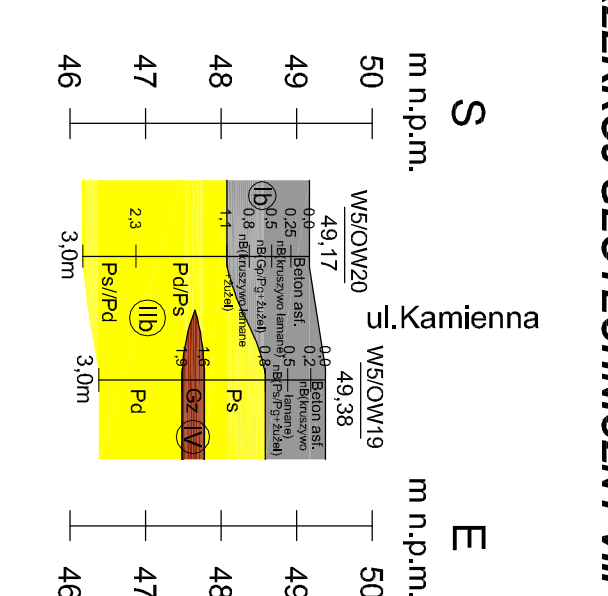 S
m n.p.m.
50
49
48
47
46
W5/OW20
49,17
0,0
0,25
0,5
0,8
1,1
2,3
3,0m
Beton asf.
nB(kruszywo łamane)
nB(Gp/Pg+żużel)
nB(kruszywo łamane
+żużel)
Ib
Pd/Ps
IIb
Ps//Pd
ul.Kamienna
W5/OW19
49,38
0,0
0,2
0,5
0,8
1,6
1,9
3,0m
Beton asf.
nB(kruszywo
łamane)
nB(Ps/Pg+żużel)
Ps
Gz
IV
Pd
E
m n.p.m.
50
49
48
47
46